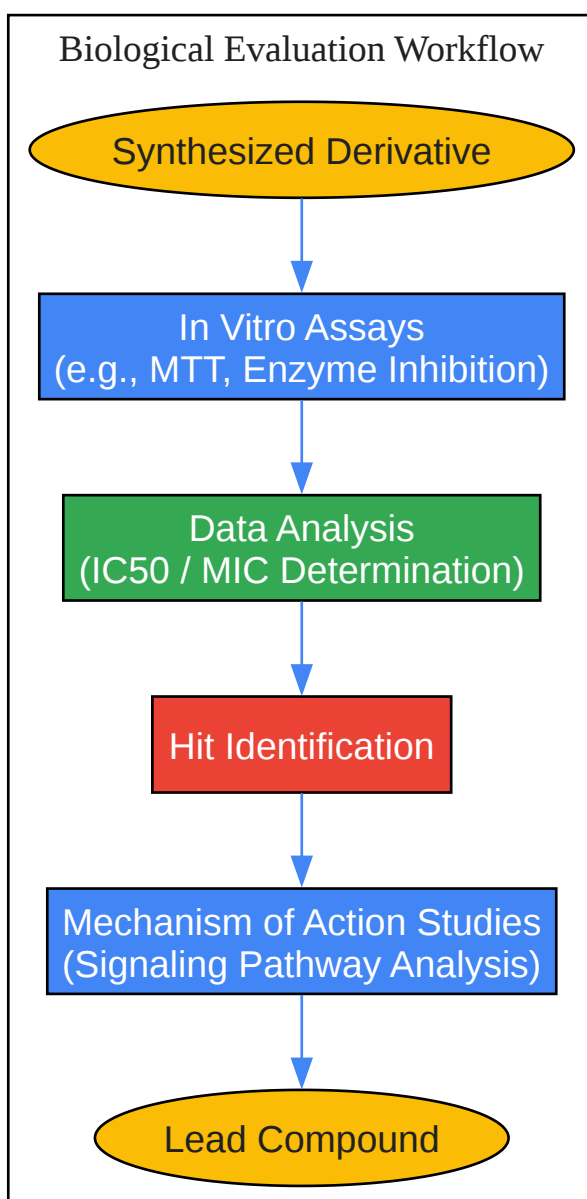 Biological Evaluation Workflow
Synthesized Derivative
In Vitro Assays
(e.g., MTT, Enzyme Inhibition)
Data Analysis
(IC50 / MIC Determination)
Hit Identification
Mechanism of Action Studies
(Signaling Pathway Analysis)
Lead Compound